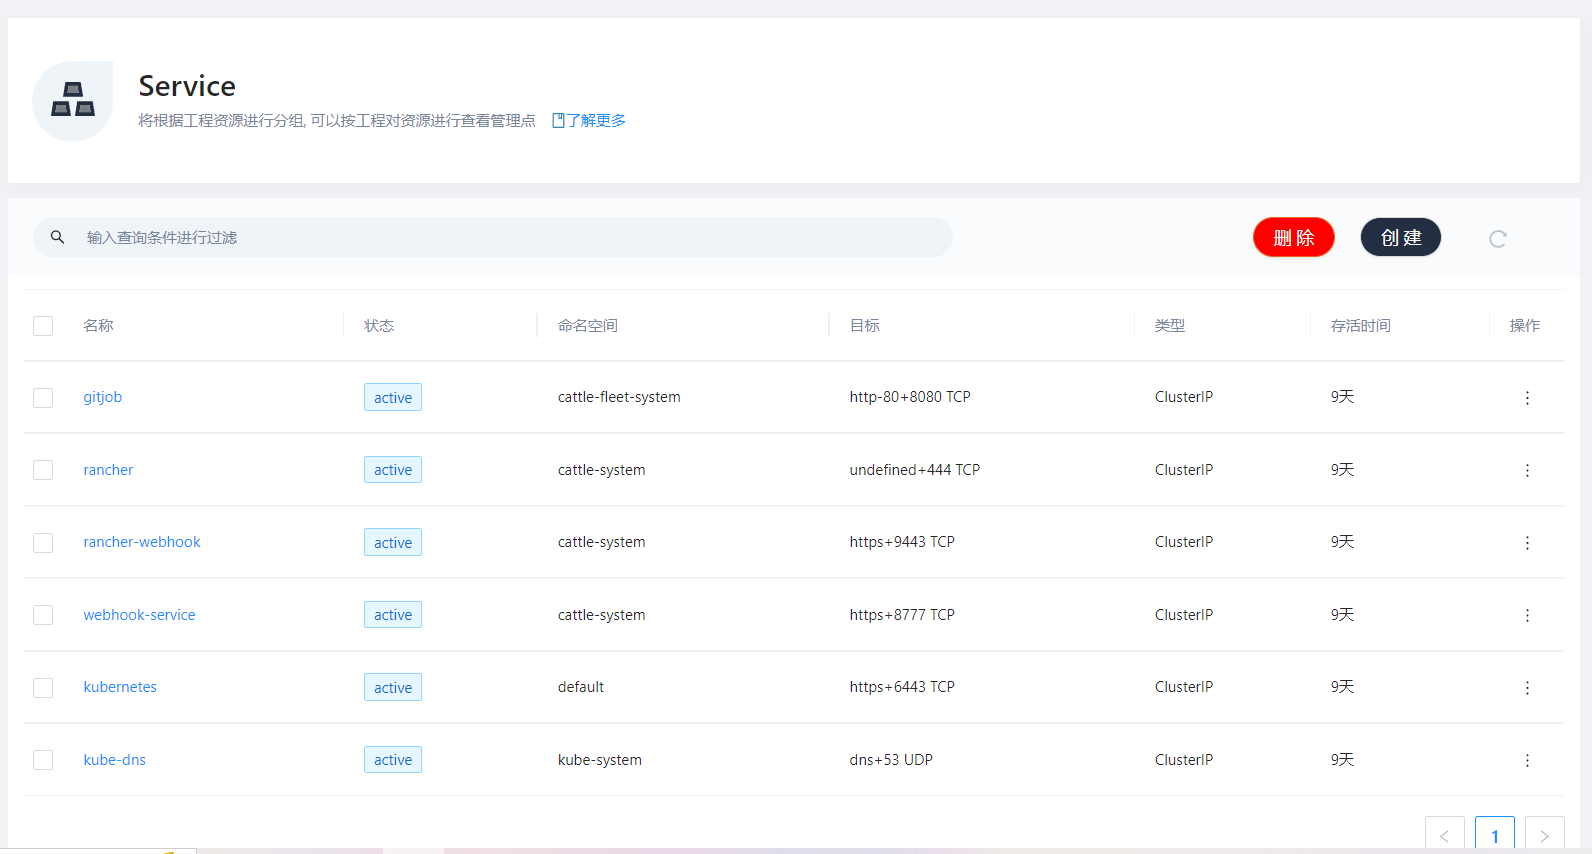 Service
将根据工程资源进行分组, 可以按工程对资源进行查看管理点 了解更多
输入查询条件进行过滤 删 除 创 建
名称 状态 命名空间 目标 类型 存活时间 操作
gitjob active cattle-fleet-system http-80+8080 TCP ClusterIP 9天
rancher active cattle-system undefined+444 TCP ClusterIP 9天
rancher-webhook active cattle-system https+9443 TCP ClusterIP 9天
webhook-service active cattle-system https+8777 TCP ClusterIP 9天
kubernetes active default https+6443 TCP ClusterIP 9天
kube-dns active kube-system dns+53 UDP ClusterIP 9天
1